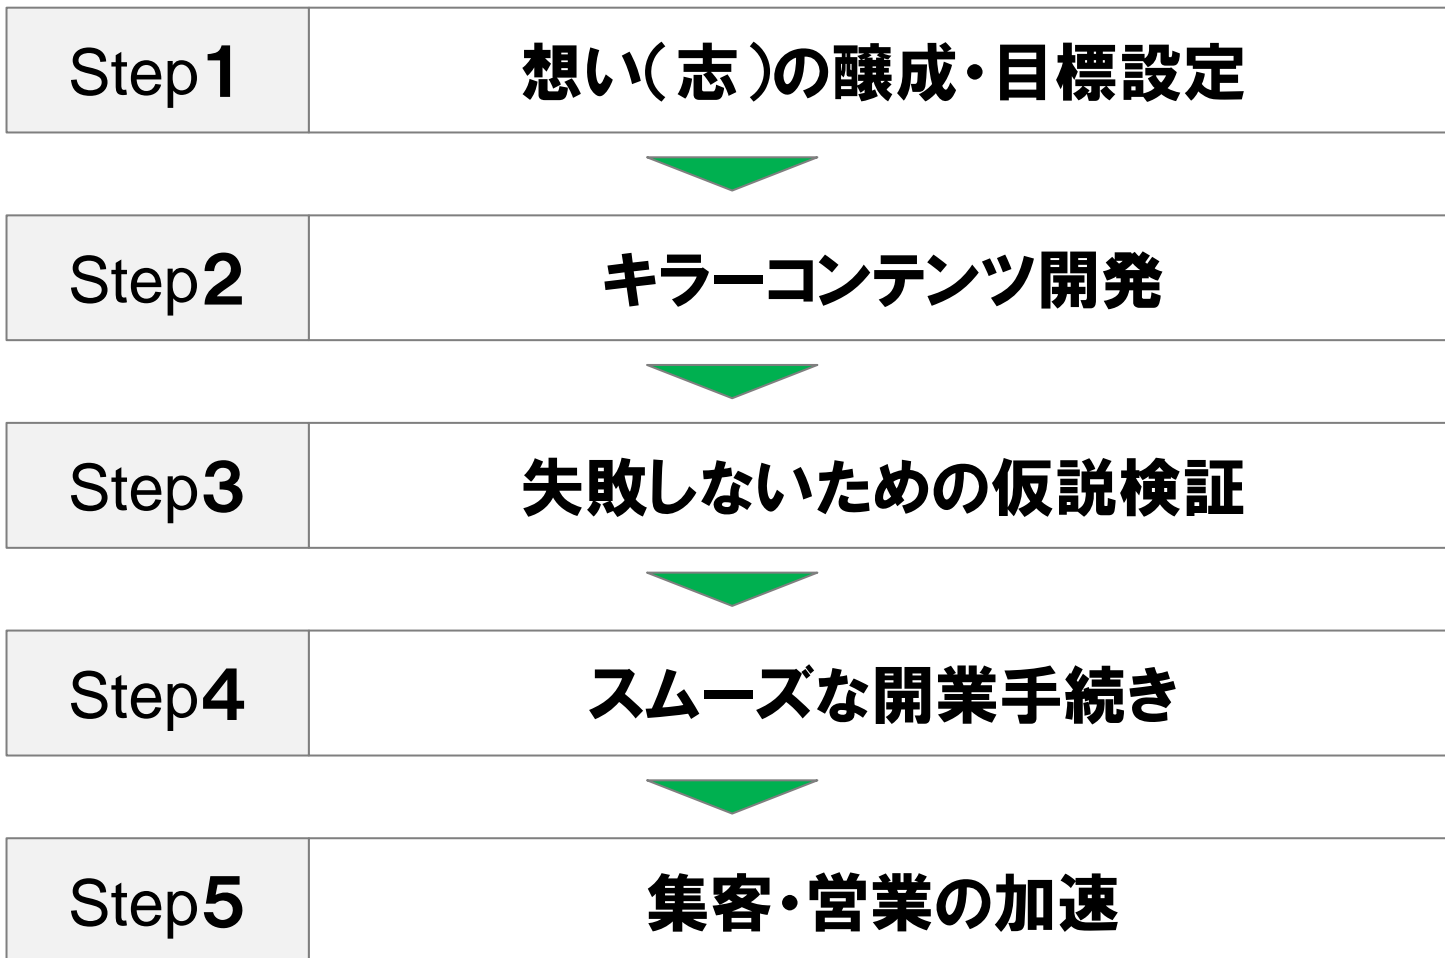 Step1 想い(志)の醸成・目標設定
Step2 キラーコンテンツ開発
Step3 失敗しないための仮説検証
Step4 スムーズな開業手続き
Step5 集客・営業の加速